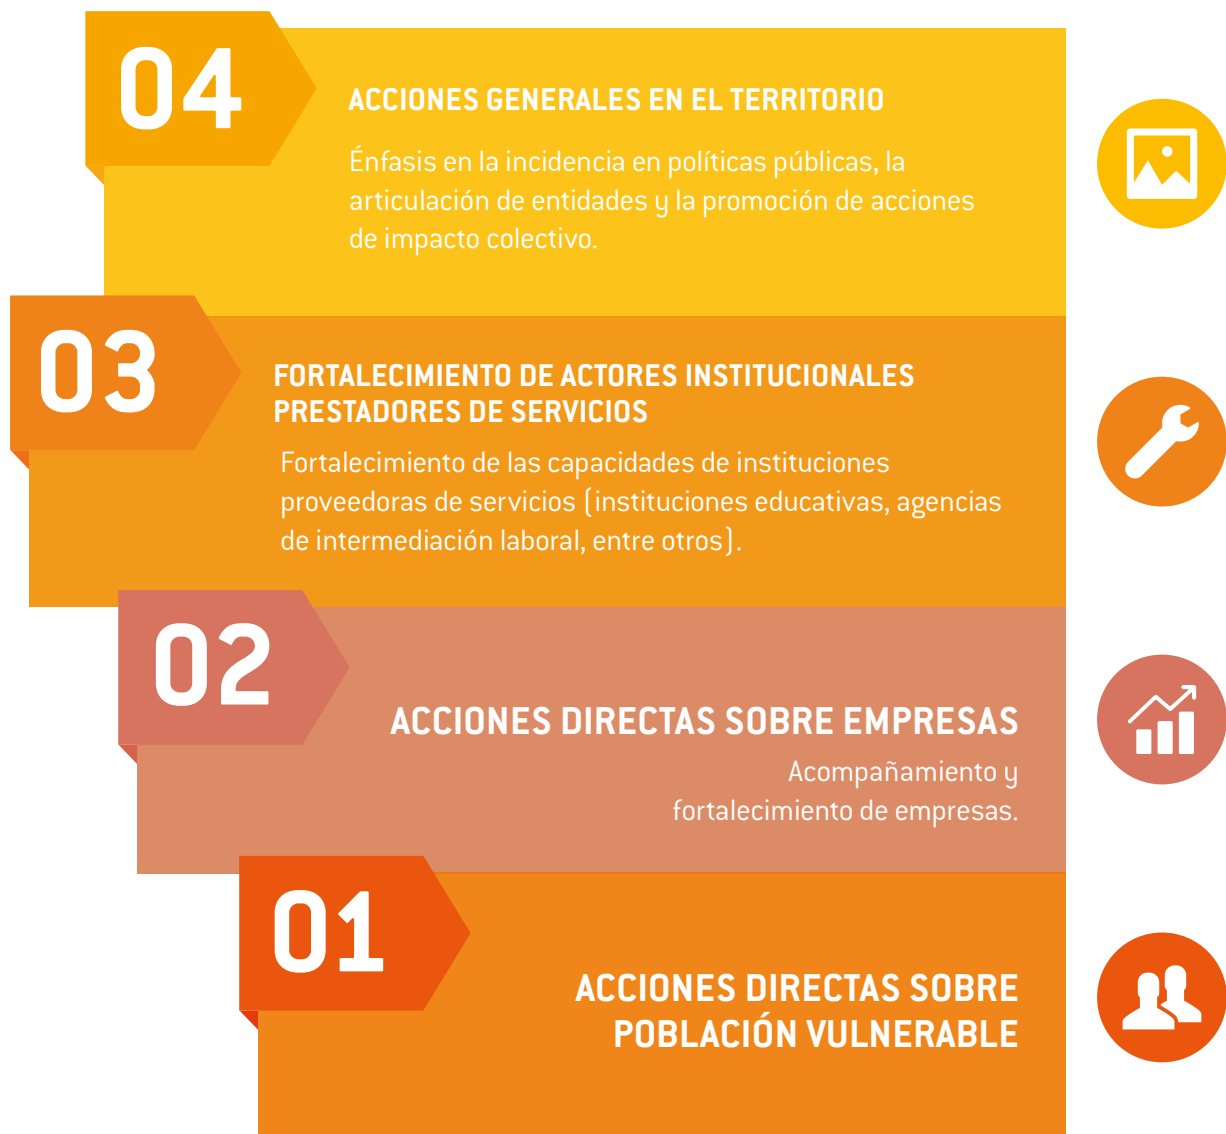 04
ACCIONES GENERALES EN EL TERRITORIO
Énfasis en la incidencia en políticas públicas, la
articulación de entidades y la promoción de acciones
de impacto colectivo.
03
FORTALECIMIENTO DE ACTORES INSTITUCIONALES
PRESTADORES DE SERVICIOS
Fortalecimiento de las capacidades de instituciones
proveedoras de servicios (instituciones educativas, agencias
de intermediación laboral, entre otros).
02
ACCIONES DIRECTAS SOBRE EMPRESAS
Acompañamiento y
fortalecimiento de empresas.
01
ACCIONES DIRECTAS SOBRE
POBLACIÓN VULNERABLE